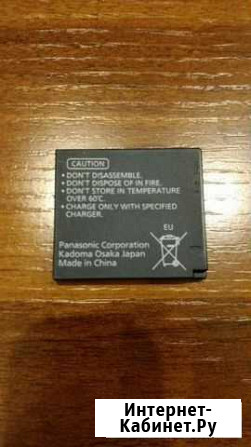 CAUTION
• DON'T DISASSEMBLE.
• DON'T DISPOSE OF IN FIRE.
• DON'T STORE IN TEMPERATURE
OVER 60℃.
• CHARGE ONLY WITH SPECIFIED
CHARGER.
EU
Panasonic Corporation
Kadoma Osaka Japan
Made in China
Интернет-
Кабинет.Ру